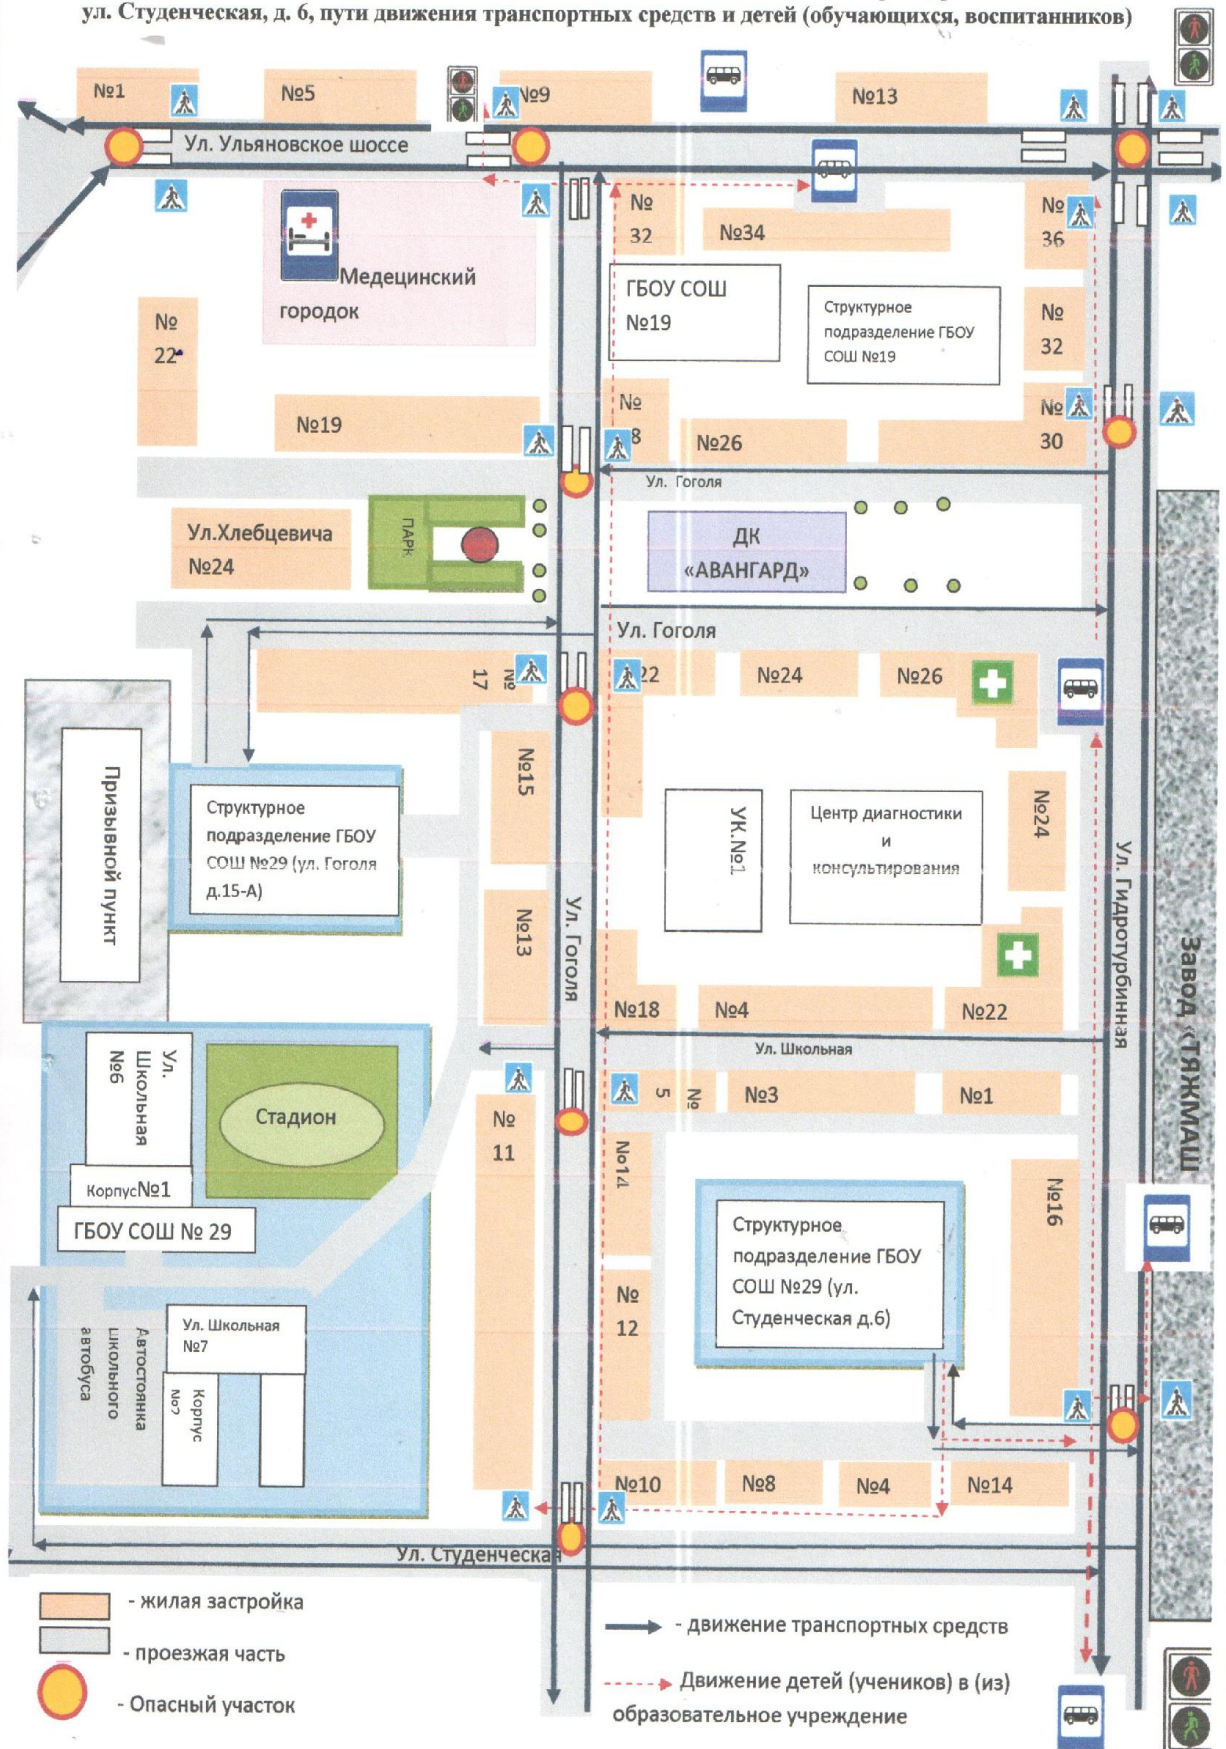 ул. Студенческая, д. 6, пути движения транспортных средств и детей (обучающихся, воспитанников)
№1
№5
№9
№13
Ул. Ульяновское шоссе
№
32
№34
№
36
Медецинский
городок
ГБОУ СОШ
№19
Структурное
подразделение ГБОУ
СОШ №19
№
22
№
32
№19
№
8
№26
№
30
Ул. Гоголя
Ул.Хлебцевича
№24
ПАРК
ДК
«АВАНГАРД»
Ул. Гоголя
№
17
22
№24
№26
№15
Призывной пункт
Структурное
подразделение ГБОУ
СОШ №29 (ул. Гоголя
д.15-А)
УК.№1
Центр диагностики
и
консультирования
№24
№13
Ул. Гоголя
Ул. Гидротурбинная
Завод «ТЯЖМАШ
№18
№4
№22
Ул. Школьная
Ул.
Школьная
№6
Стадион
№
5
№3
№1
№
11
№14
№16
Корпус№1
ГБОУ СОШ № 29
Структурное
подразделение ГБОУ
СОШ №29 (ул.
Студенческая д.6)
№
12
Ул. Школьная
№7
Автостоянка
школьного
автобуса
Корпус
№2
№10
№8
№4
№14
Ул. Студенческая
- жилая застройка
- проезжая часть
- Опасный участок
- движение транспортных средств
Движение детей (учеников) в (из)
образовательное учреждение